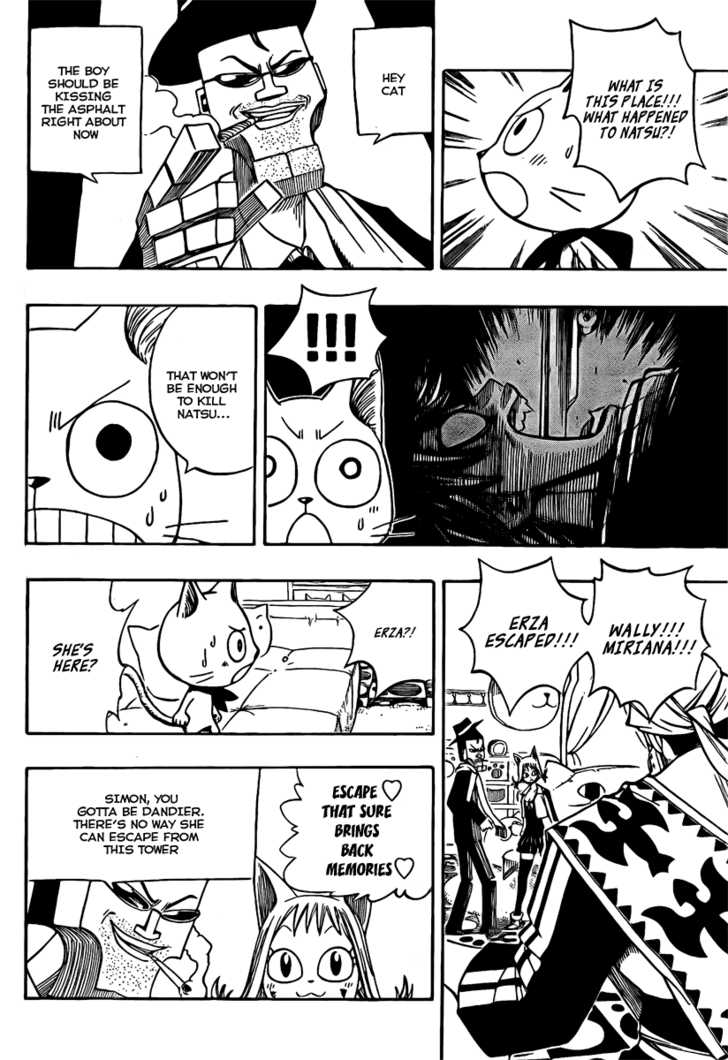 WHAT IS
THIS PLACE!!!
WHAT HAPPENED
TO NATSU?!
HEY
CAT
THE BOY
SHOULD BE
KISSING
THE ASPHALT
RIGHT ABOUT
NOW
!!!
THAT WON'T
BE ENOUGH
TO KILL
NATSU...
WALLY!!!
MIRIANA!!!
ERZA
ESCAPED!!!
ERZA?!
SHE'S
HERE?
ESCAPE ♡
THAT SURE
BRINGS
BACK
MEMORIES ♡
SIMON, YOU
GOTTA BE DANDIER.
THERE'S NO WAY SHE
CAN ESCAPE FROM
THIS TOWER